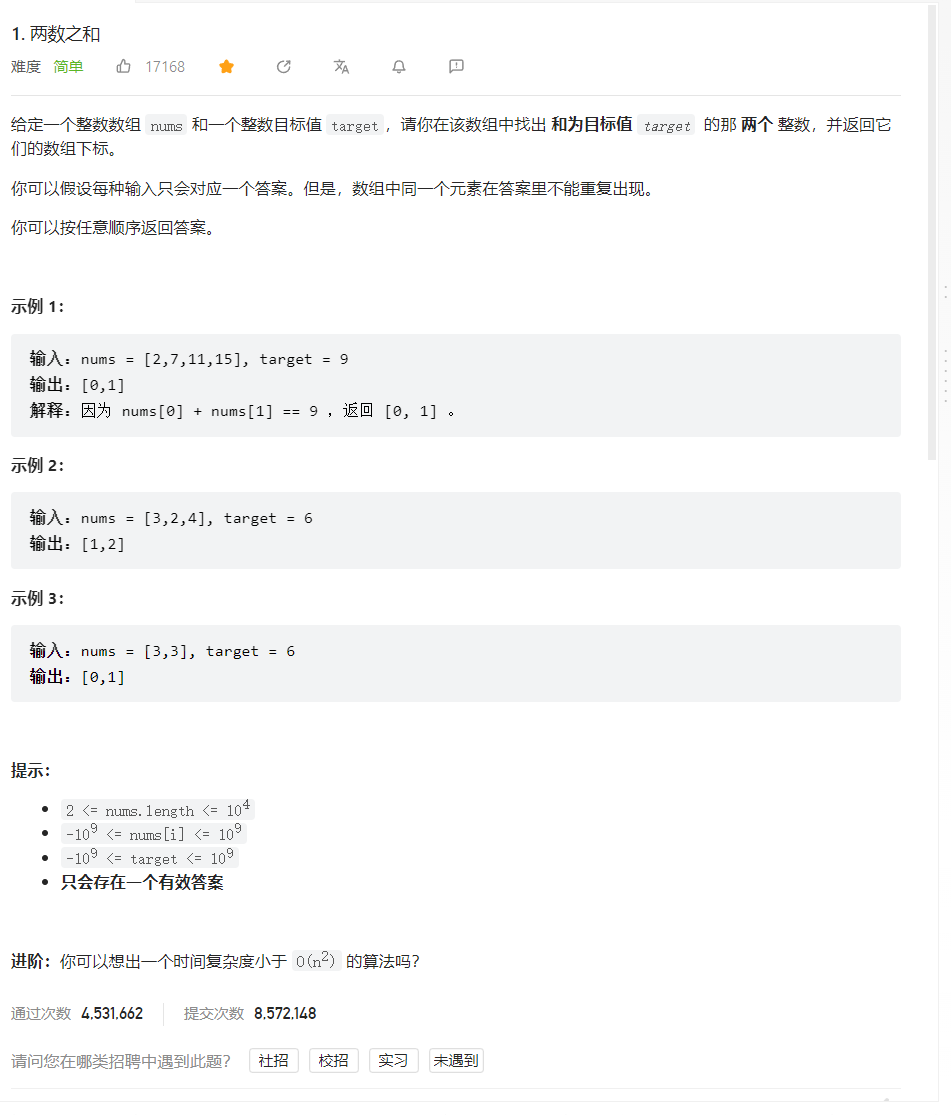 1. 两数之和
难度 简单 17168
给定一个整数数组 nums 和一个整数目标值 target，请你在该数组中找出 和为目标值 target 的那 两个 整数，并返回它
们的数组下标。
你可以假设每种输入只会对应一个答案。但是，数组中同一个元素在答案里不能重复出现。
你可以按任意顺序返回答案。
示例 1：
输入：nums = [2,7,11,15], target = 9
输出：[0,1]
解释：因为 nums[0] + nums[1] == 9 ，返回 [0, 1] 。
示例 2：
输入：nums = [3,2,4], target = 6
输出：[1,2]
示例 3：
输入：nums = [3,3], target = 6
输出：[0,1]
提示：
• 2 <= nums.length <= 10⁴
• -10⁹ <= nums[i] <= 10⁹
• -10⁹ <= target <= 10⁹
• 只会存在一个有效答案
进阶：你可以想出一个时间复杂度小于 O(n²) 的算法吗？
通过次数 4,531,662 提交次数 8,572,148
请问您在哪类招聘中遇到此题？ 社招 校招 实习 未遇到